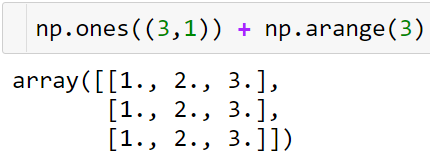 np.ones((3,1)) + np.arange(3)
array([[1., 2., 3.],
       [1., 2., 3.],
       [1., 2., 3.]])